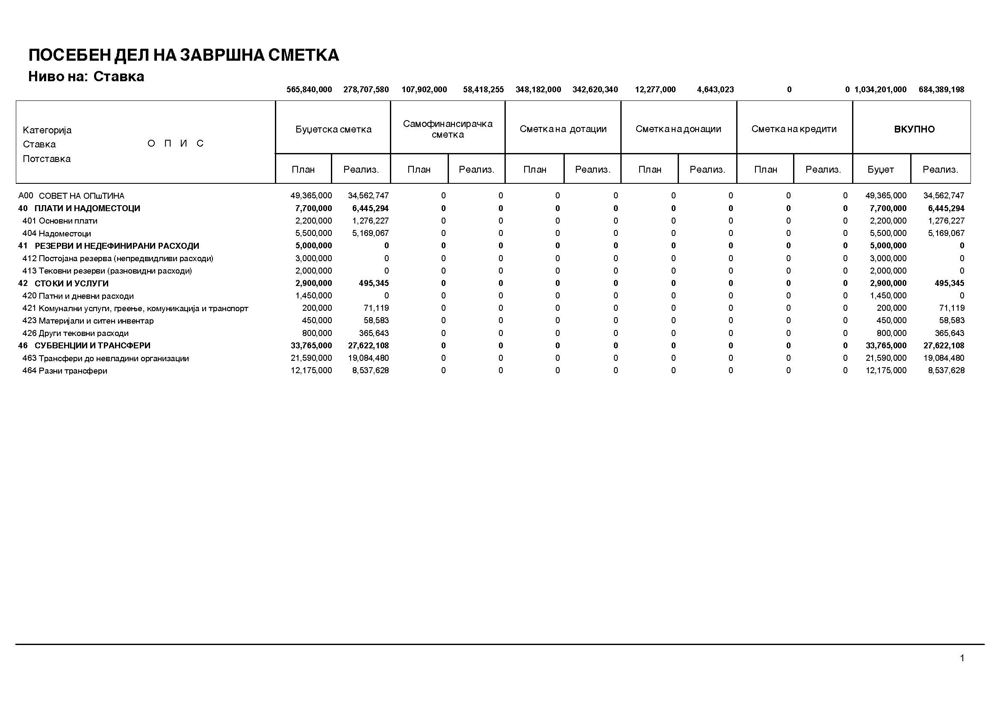 ПОСЕБЕН ДЕЛ НА ЗАВРШНА СМЕТКА
Ниво на: Ставка
565,840,000 278,707,580 107,902,000 58,418,255 348,182,000 342,620,340 12,277,000 4,643,023 0 0 1,034,201,000 684,389,198
Категорија
Ставка
Потставка
О П И С
Буџетска сметка
Самофинансирачка
сметка
Сметка на дотации
Сметка на донации
Сметка на кредити
ВКУПНО
План Реализ. План Реализ. План Реализ. План Реализ. План Реализ. Буџет Реализ.
А00 СОВЕТ НА ОПшТИНА 49,365,000 34,562,747 0 0 0 0 0 0 0 0 49,365,000 34,562,747
40 ПЛАТИ И НАДОМЕСТОЦИ 7,700,000 6,445,294 0 0 0 0 0 0 0 0 7,700,000 6,445,294
401 Основни плати 2,200,000 1,276,227 0 0 0 0 0 0 0 0 2,200,000 1,276,227
404 Надоместоци 5,500,000 5,169,067 0 0 0 0 0 0 0 0 5,500,000 5,169,067
41 РЕЗЕРВИ И НЕДЕФИНИРАНИ РАСХОДИ 5,000,000 0 0 0 0 0 0 0 0 0 5,000,000 0
412 Постојана резерва (непредвидливи расходи) 3,000,000 0 0 0 0 0 0 0 0 0 3,000,000 0
413 Тековни резерви (разновидни расходи) 2,000,000 0 0 0 0 0 0 0 0 0 2,000,000 0
42 СТОКИ И УСЛУГИ 2,900,000 495,345 0 0 0 0 0 0 0 0 2,900,000 495,345
420 Патни и дневни расходи 1,450,000 0 0 0 0 0 0 0 0 0 1,450,000 0
421 Комунални услуги, греење, комуникација и транспорт 200,000 71,119 0 0 0 0 0 0 0 0 200,000 71,119
423 Материјали и ситен инвентар 450,000 58,583 0 0 0 0 0 0 0 0 450,000 58,583
426 Други тековни расходи 800,000 365,643 0 0 0 0 0 0 0 0 800,000 365,643
46 СУБВЕНЦИИ И ТРАНСФЕРИ 33,765,000 27,622,108 0 0 0 0 0 0 0 0 33,765,000 27,622,108
463 Трансфери до невладини организации 21,590,000 19,084,480 0 0 0 0 0 0 0 0 21,590,000 19,084,480
464 Разни трансфери 12,175,000 8,537,628 0 0 0 0 0 0 0 0 12,175,000 8,537,628
1